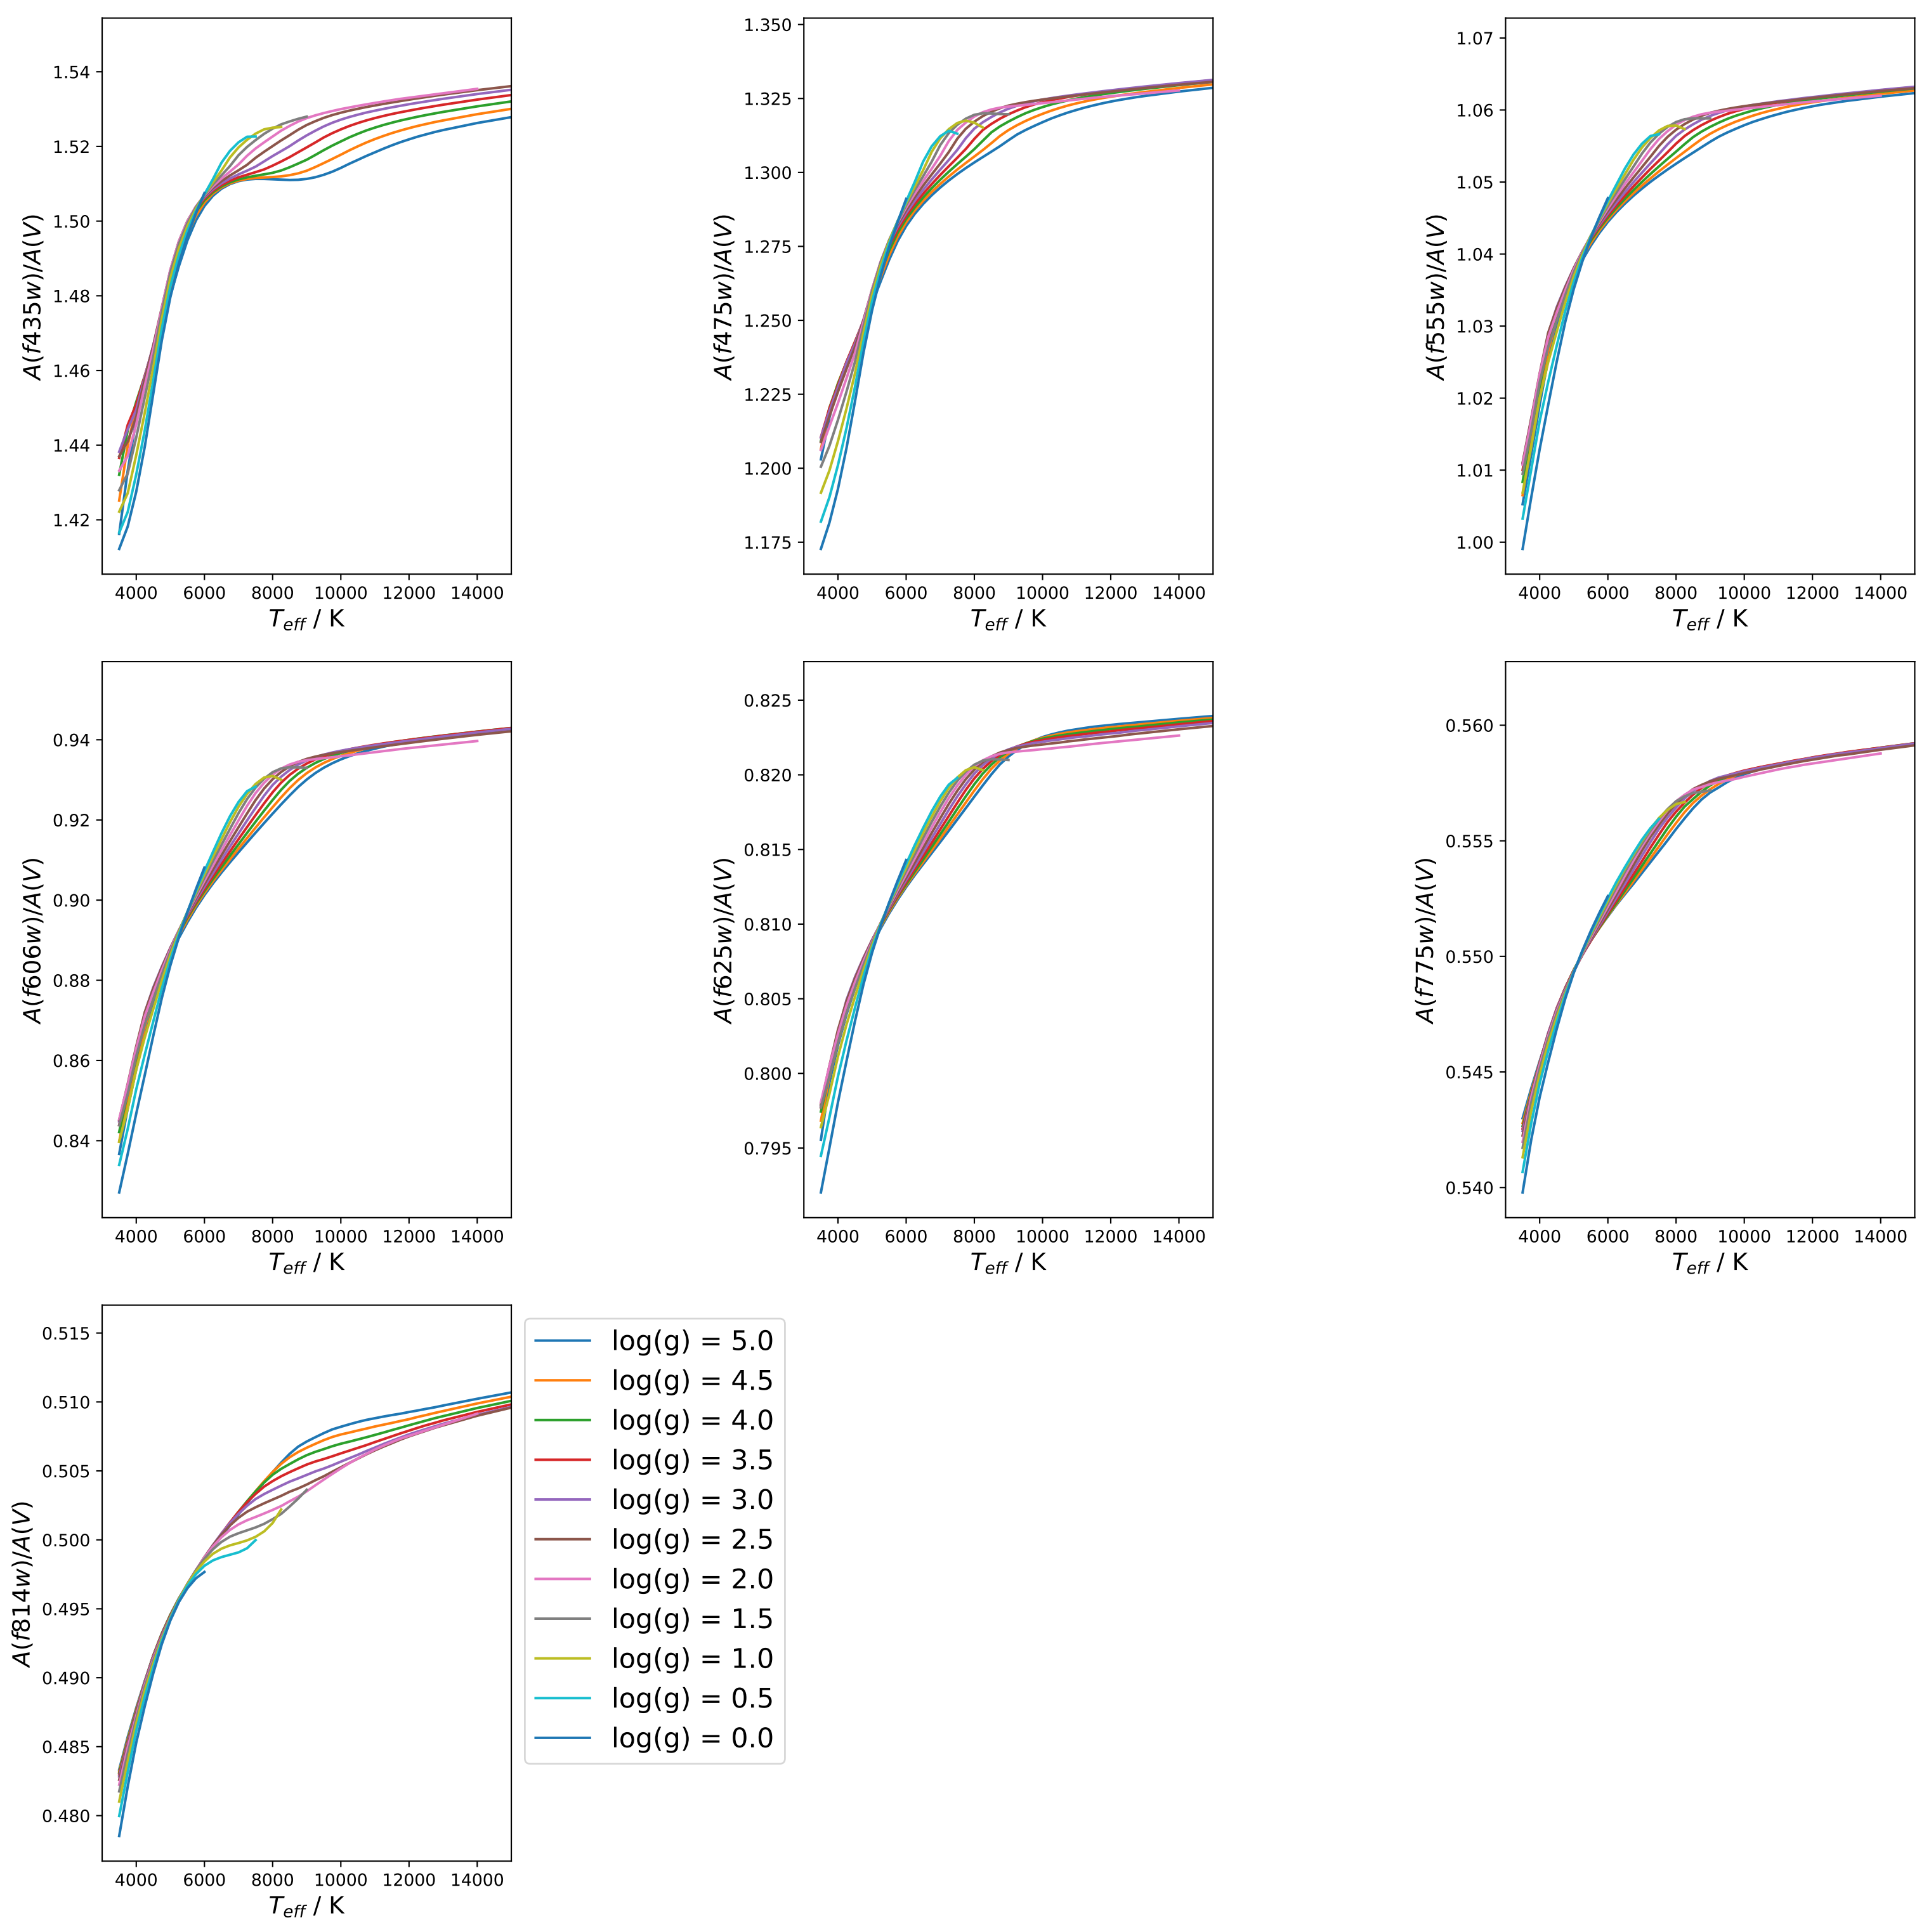 1.54
1.52
1.50
1.48
1.46
1.44
1.42
A(f435w)/A(V)
4000 6000 8000 10000 12000 14000
T_eff / K
1.350
1.325
1.300
1.275
1.250
1.225
1.200
1.175
A(f475w)/A(V)
4000 6000 8000 10000 12000 14000
T_eff / K
1.07
1.06
1.05
1.04
1.03
1.02
1.01
1.00
A(f555w)/A(V)
4000 6000 8000 10000 12000 14000
T_eff / K
0.94
0.92
0.90
0.88
0.86
0.84
A(f606w)/A(V)
4000 6000 8000 10000 12000 14000
T_eff / K
0.825
0.820
0.815
0.810
0.805
0.800
0.795
A(f625w)/A(V)
4000 6000 8000 10000 12000 14000
T_eff / K
0.560
0.555
0.550
0.545
0.540
A(f775w)/A(V)
4000 6000 8000 10000 12000 14000
T_eff / K
0.515
0.510
0.505
0.500
0.495
0.490
0.485
0.480
A(f814w)/A(V)
4000 6000 8000 10000 12000 14000
T_eff / K
log(g) = 5.0
log(g) = 4.5
log(g) = 4.0
log(g) = 3.5
log(g) = 3.0
log(g) = 2.5
log(g) = 2.0
log(g) = 1.5
log(g) = 1.0
log(g) = 0.5
log(g) = 0.0